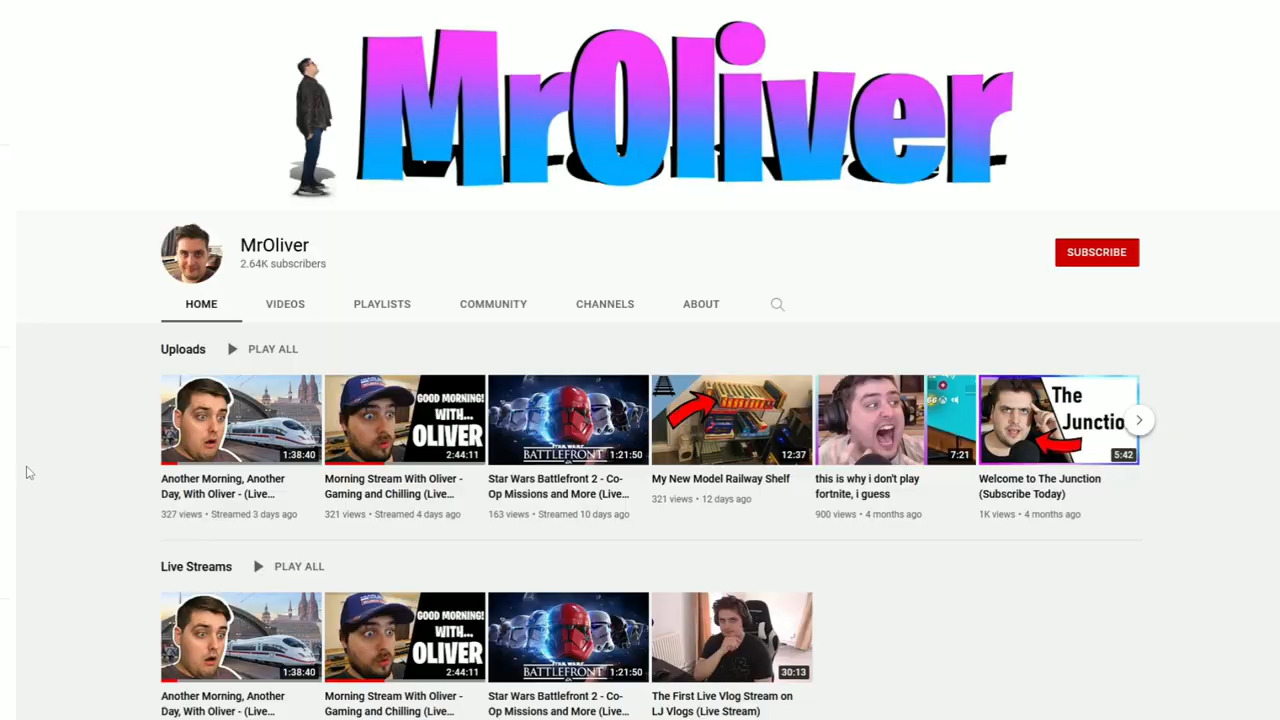 MrOliver
MrOliver
2.64K subscribers
SUBSCRIBE
HOME VIDEOS PLAYLISTS COMMUNITY CHANNELS ABOUT
Uploads PLAY ALL
1:38:40
GOOD MORNING!
WITH...
OLIVER
2:44:11
STAR WARS
BATTLEFRONT
1:21:50
12:37
7:21
The
Junctio
5:42
Another Morning, Another
Day, With Oliver - (Live...
327 views • Streamed 3 days ago
Morning Stream With Oliver -
Gaming and Chilling (Live...
321 views • Streamed 4 days ago
Star Wars Battlefront 2 - Co-
Op Missions and More (Live...
163 views • Streamed 10 days ago
My New Model Railway Shelf
321 views • 12 days ago
this is why i don't play
fortnite, i guess
900 views • 4 months ago
Welcome to The Junction
(Subscribe Today)
1K views • 4 months ago
Live Streams PLAY ALL
1:38:40
GOOD MORNING!
WITH...
OLIVER
2:44:11
STAR WARS
BATTLEFRONT
1:21:50
30:13
Another Morning, Another
Day, With Oliver - (Live...
Morning Stream With Oliver -
Gaming and Chilling (Live...
Star Wars Battlefront 2 - Co-
Op Missions and More (Live...
The First Live Vlog Stream on
LJ Vlogs (Live Stream)